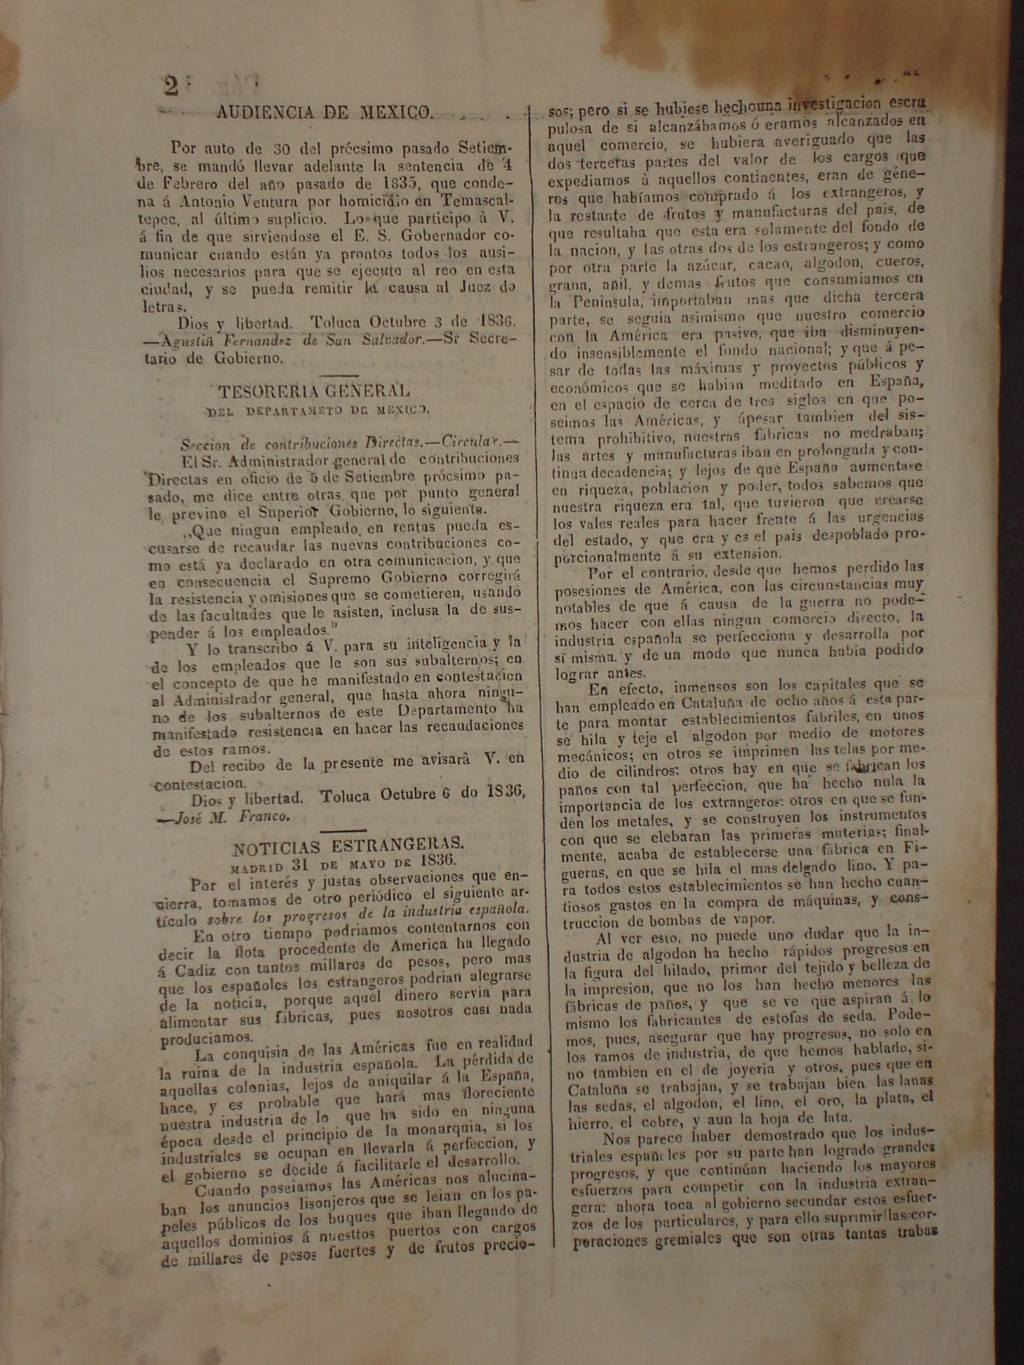 2
AUDIENCIA DE MEXICO.
Por auto de 30 del prócsimo pasado Setiem-
bre, se mandó llevar adelante la sentencia de 4
de Febrero del año pasado de 1835, que conde-
na á Antonio Ventura por homicidio en Temascal-
tepec, al último suplicio. Lo que participo à V.
á fin de que sirviendose el E. S. Gobernador co-
municar cuando están ya prontos todos los ausi-
lios necesarios para que se ejecute al reo en esta
ciudad, y se pueda remitir la causa al Juez de
letras.
Dios y libertad. Toluca Octubre 3 de 1836.
—Agustin Fernandez de San Salvador.—Sr Secre-
tario de Gobierno.
TESORERIA GENERAL
DEL DEPARTAMETO DE MEXICO.
Seccion de contribuciones Directas.—Circular.—
El Sr. Administrador general de contribuciones
Directas en oficio de 5 de Setiembre prócsimo pa-
sado, me dice entre otras que por punto general
le previno el Superior Gobierno, lo siguiente.
„Que ningun empleado en rentas pueda es-
cusarse de recaudar las nuevas contribuciones co-
mo está ya declarado en otra comunicacion, y que
en consecuencia el Supremo Gobierno corregirá
la resistencia y omisiones que se cometieren, usando
de las facultades que le asisten, inclusa la de sus-
pender á los empleados."
Y lo transcribo á V. para su inteligencia y la
de los empleados que le son sus subalternos; en
el concepto de que he manifestado en contestacion
al Administrador general, que hasta ahora ningu-
no de los subalternos de este Departamento ha
manifestado resistencia en hacer las recaudaciones
de estos ramos.
Del recibo de la presente me avisará V. en
contestacion.
Dios y libertad. Toluca Octubre 6 de 1836,
—José M. Franco.
NOTICIAS ESTRANGERAS.
MADRID 31 DE MAYO DE 1836.
Por el interés y justas observaciones que en-
cierra, tomamos de otro periódico el siguiente ar-
tículo sobre los progresos de la industria española.
En otro tiempo podriamos contentarnos con
decir la flota procedente de America ha llegado
á Cadiz con tantos millares de pesos, pero mas
que los españoles los estrangeros podrian alegrarse
de la noticia, porque aquel dinero servia para
alimentar sus fábricas, pues nosotros casi nada
produciamos.
La conquista de las Américas fue en realidad
la ruina de la industria española. La pérdida de
aquellas colonias, lejos de aniquilar á la España,
hace, y es probable que hará mas floreciente
nuestra industria de lo que ha sido en ninguna
época desde el principio de la monarquia, si los
industriales se ocupan en llevarla á perfeccion, y
el gobierno se decide á facilitarle el desarrollo.
Cuando poseiamos las Américas nos alucina-
ban los anuncios lisonjeros que se leian en los pa-
peles públicos de los buques que iban llegando de
aquellos dominios á nuesttos puertos con cargos
de millares de pesos fuertes y de frutos precio-
sos; pero si se hubiese hechouna investigacion escru
pulosa de si alcanzábamos ó eramos alcanzados en
aquel comercio, se hubiera averiguado que las
dos terceras partes del valor de los cargos que
expediamos à aquellos continentes, eran de géne-
ros que habíamos comprado á los extrangeros, y
la restante de frutos y manufacturas del pais, de
que resultaba que esta era solamente del fondo de
la nacion, y las otras dos de los estrangeros; y como
por otra parte la azúcar, cacao, algodon, cueros,
grana, añil, y demas frutos que consumiamos en
la Peninsula, importaban mas que dicha tercera
parte, se seguia asimismo que nuestro comercio
con la América era pasivo, que iba disminuyen-
do insensiblemente el fondo nacional; y que á pe-
sar de todas las máximas y proyectos públicos y
económicos que se habian meditado en España,
en el espacio de cerca de tres siglos en que po-
seimos las Américas, y ápesar tambien del sis-
tema prohibitivo, nuestras fábricas no medraban;
las artes y manufacturas iban en prolongada y con-
tinua decadencia; y lejos de que España aumentase
en riqueza, poblacion y poder, todos sabemos que
nuestra riqueza era tal, que tuvieron que crearse
los vales reales para hacer frente á las urgencias
del estado, y que era y es el pais despoblado pro-
porcionalmente á su extension.
Por el contrario, desde que hemos perdido las
posesiones de América, con las circunstancias muy
notables de que á causa de la guerra no pode-
mos hacer con ellas ningun comercio directo, la
industria española se perfecciona y desarrolla por
sí misma y de un modo que nunca habia podido
lograr antes.
En efecto, inmensos son los capitales que se
han empleado en Cataluña de ocho años á esta par-
te para montar establecimientos fabriles, en unos
se hila y teje el algodon por medio de motores
mecánicos; en otros se imprimen las telas por me-
dio de cilindros: otros hay en que se fabrican los
paños con tal perfeccion, que ha hecho nula la
importancia de los extrangeros: otros en que se fun-
den los metales, y se construyen los instrumentos
con que se elebaran las primeras materias; final-
mente, acaba de establecerse una fábrica en Fi-
gueras, en que se hila el mas delgado lino. Y pa-
ra todos estos establecimientos se han hecho cuan-
tiosos gastos en la compra de máquinas, y cons-
truccion de bombas de vapor.
Al ver esto, no puede uno dudar que la in-
dustria de algodon ha hecho rápidos progresos en
la figura del hilado, primor del tejido y belleza de
la impresion, que no los han hecho menores las
fábricas de paños, y que se ve que aspiran á lo
mismo los fabricantes de estofas de seda. Pode-
mos, pues, asegurar que hay progresos, no solo en
los ramos de industria, de que hemos hablado, si-
no tambien en el de joyeria y otros, pues que en
Cataluña se trabajan, y se trabajan bien las lanas
las sedas, el algodon, el lino, el oro, la plata, el
hierro, el cobre, y aun la hoja de lata.
Nos parece haber demostrado que los indus-
triales españoles por su parte han logrado grandes
progresos, y que continúan haciendo los mayores
esfuerzos para competir con la industria extran-
gera: ahora toca al gobierno secundar estos esfuer-
zos de los particulares, y para ello suprimir las cor-
poraciones gremiales que son otras tantas trabas